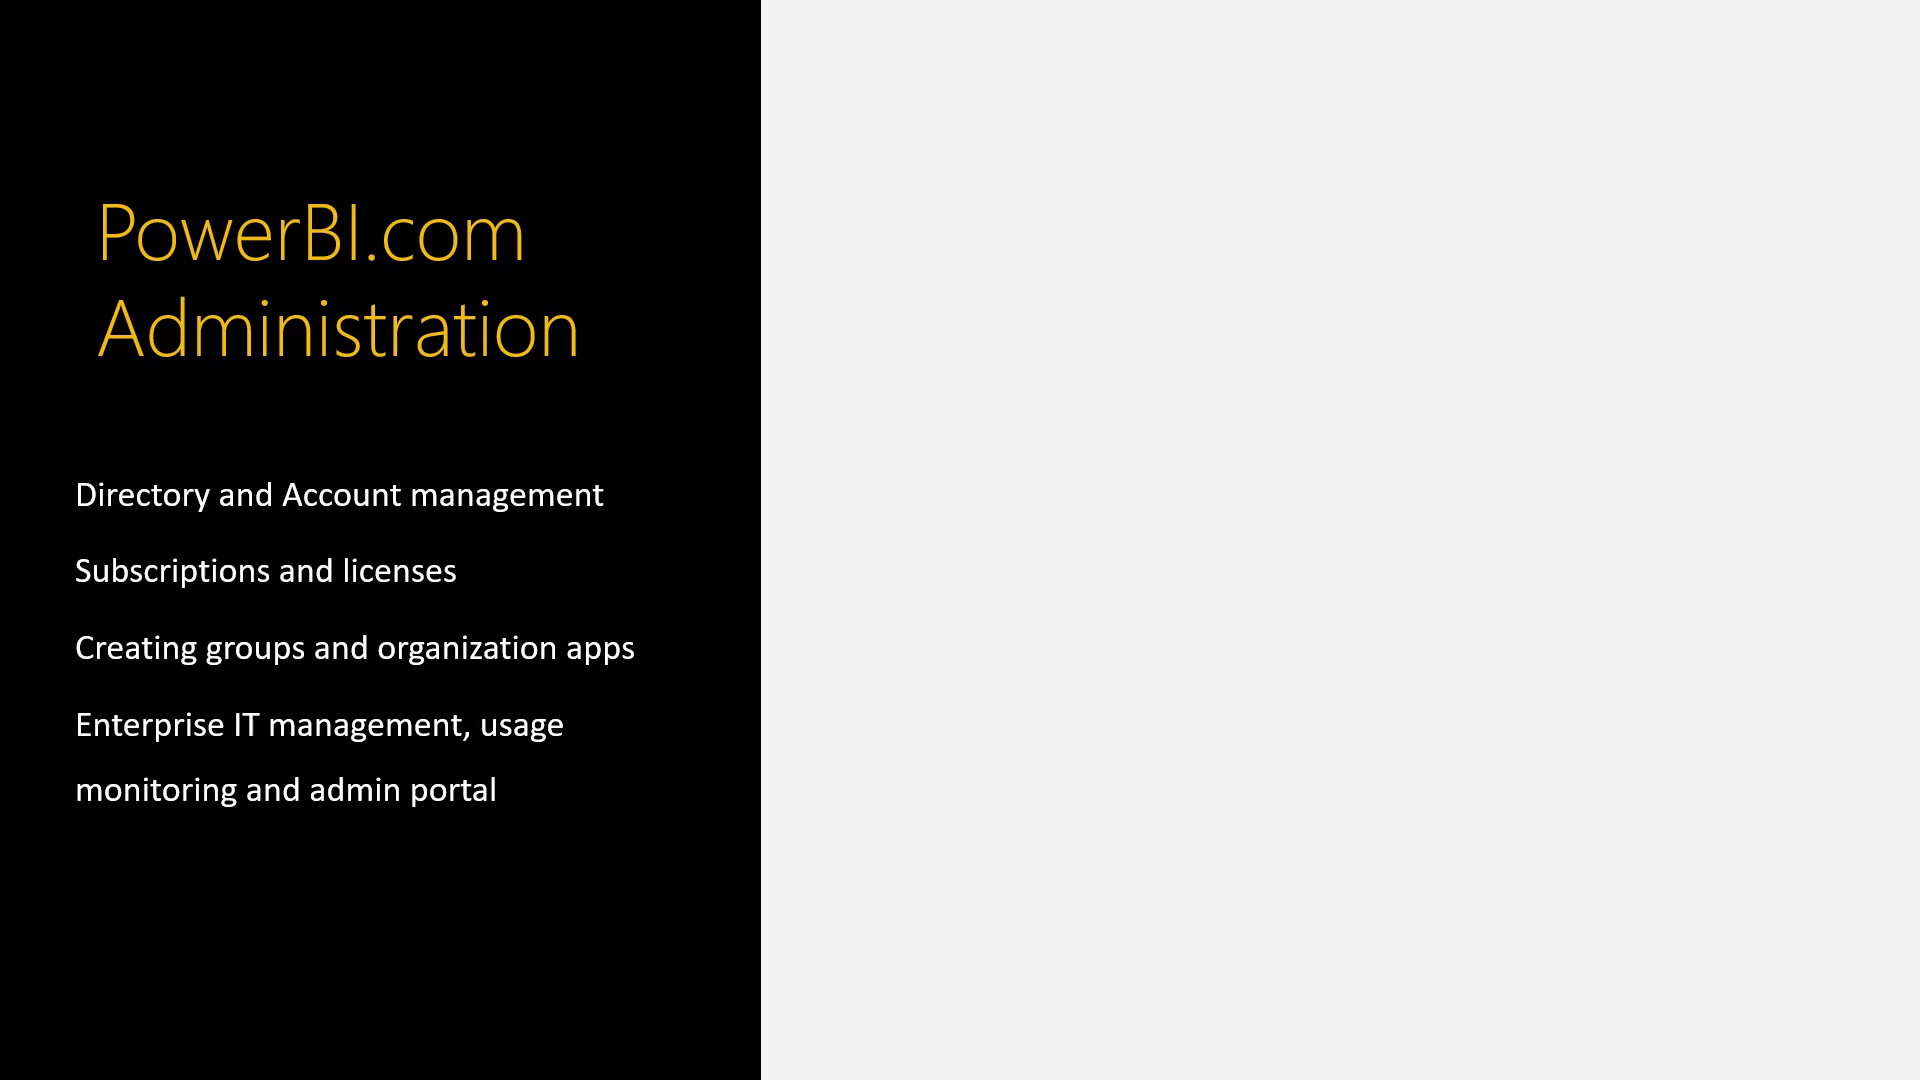 PowerBI.com
Administration
Directory and Account management
Subscriptions and licenses
Creating groups and organization apps
Enterprise IT management, usage
monitoring and admin portal